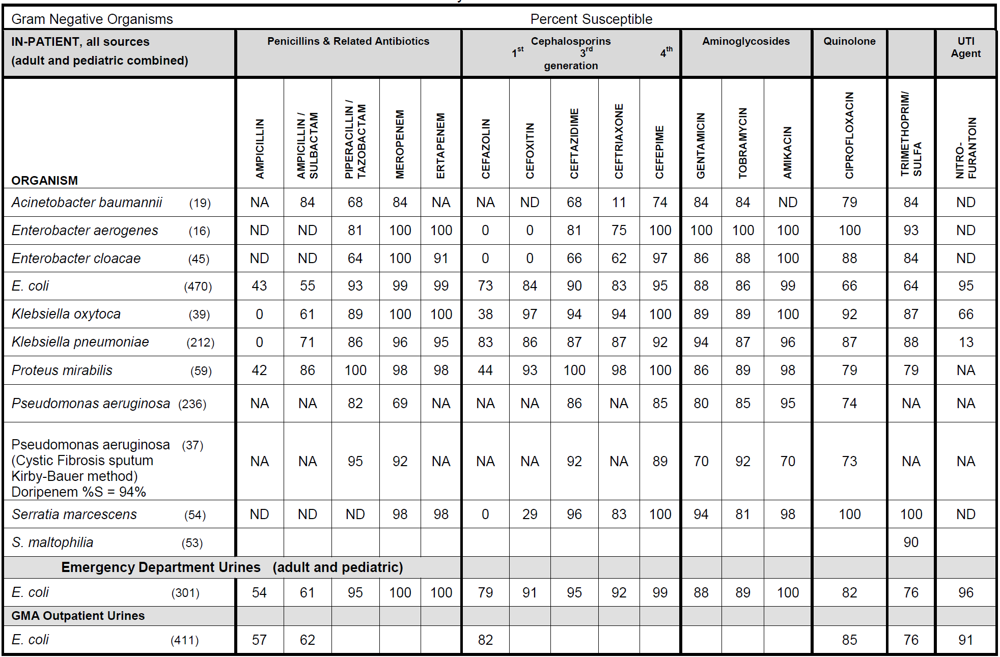 Gram Negative Organisms Percent Susceptible
IN-PATIENT, all sources Penicillins & Related Antibiotics Cephalosporins Aminoglycosides Quinolone UTI
(adult and pediatric combined) 1st 3rd 4th Agent
generation
ORGANISM AMPICILLIN AMPICILLIN / SULBACTAM PIPERACILLIN / TAZOBACTAM MEROPENEM ERTAPENEM CEFAZOLIN CEFOXITIN CEFTAZIDIME CEFTRIAXONE CEFEPIME GENTAMICIN TOBRAMYCIN AMIKACIN CIPROFLOXACIN TRIMETHOPRIM/ SULFA NITRO- FURANTOIN
Acinetobacter baumannii (19) NA 84 68 84 NA NA ND 68 11 74 84 84 ND 79 84 ND
Enterobacter aerogenes (16) ND ND 81 100 100 0 0 81 75 100 100 100 100 100 93 ND
Enterobacter cloacae (45) ND ND 64 100 91 0 0 66 62 97 86 88 100 88 84 ND
E. coli (470) 43 55 93 99 99 73 84 90 83 95 88 86 99 66 64 95
Klebsiella oxytoca (39) 0 61 89 100 100 38 97 94 94 100 89 89 100 92 87 66
Klebsiella pneumoniae (212) 0 71 86 96 95 83 86 87 87 92 94 87 96 87 88 13
Proteus mirabilis (59) 42 86 100 98 98 44 93 100 98 100 86 89 98 79 79 NA
Pseudomonas aeruginosa (236) NA NA 82 69 NA NA NA 86 NA 85 80 85 95 74 NA NA
Pseudomonas aeruginosa (37)
(Cystic Fibrosis sputum NA NA 95 92 NA NA NA 92 NA 89 70 92 70 73 NA NA
Kirby-Bauer method)
Doripenem %S = 94%
Serratia marcescens (54) ND ND ND 98 98 0 29 96 83 100 94 81 98 100 100 ND
S. maltophilia (53) 90
Emergency Department Urines (adult and pediatric)
E. coli (301) 54 61 95 100 100 79 91 95 92 99 88 89 100 82 76 96
GMA Outpatient Urines
E. coli (411) 57 62 82 85 76 91